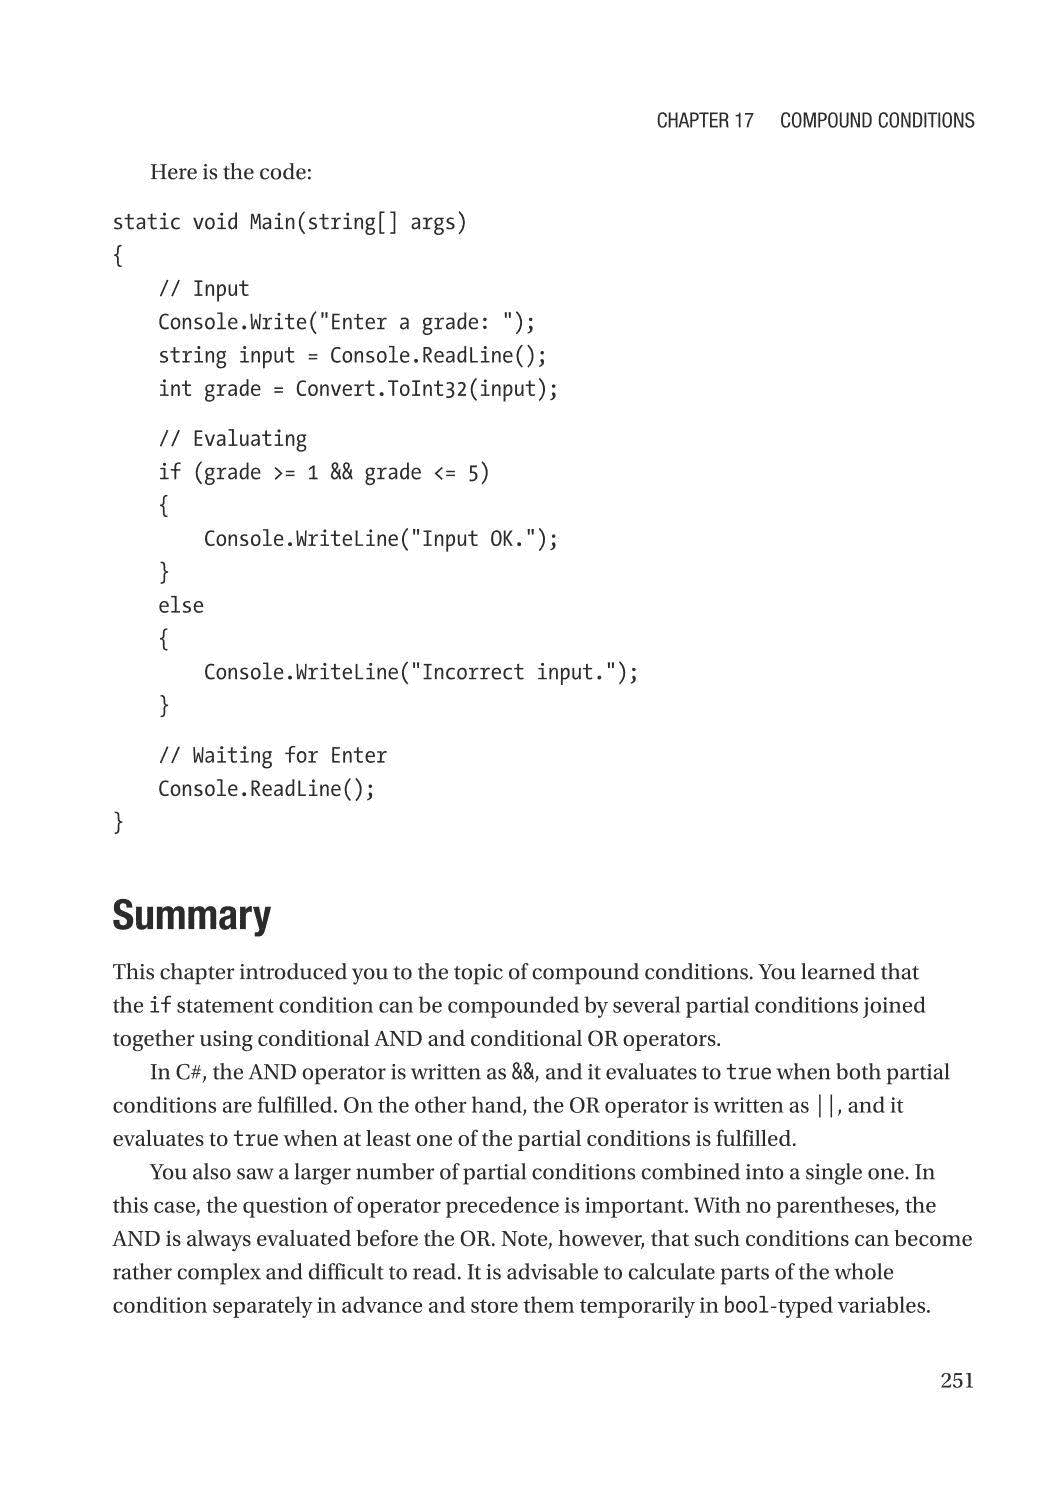 CHAPTER 17 COMPOUND CONDITIONS
Here is the code:
static void Main(string[] args)
{
    // Input
    Console.Write("Enter a grade: ");
    string input = Console.ReadLine();
    int grade = Convert.ToInt32(input);
    // Evaluating
    if (grade >= 1 && grade <= 5)
    {
        Console.WriteLine("Input OK.");
    }
    else
    {
        Console.WriteLine("Incorrect input.");
    }
    // Waiting for Enter
    Console.ReadLine();
}
Summary
This chapter introduced you to the topic of compound conditions. You learned that
the if statement condition can be compounded by several partial conditions joined
together using conditional AND and conditional OR operators.
In C#, the AND operator is written as &&, and it evaluates to true when both partial
conditions are fulfilled. On the other hand, the OR operator is written as ||, and it
evaluates to true when at least one of the partial conditions is fulfilled.
You also saw a larger number of partial conditions combined into a single one. In
this case, the question of operator precedence is important. With no parentheses, the
AND is always evaluated before the OR. Note, however, that such conditions can become
rather complex and difficult to read. It is advisable to calculate parts of the whole
condition separately in advance and store them temporarily in bool-typed variables.
251